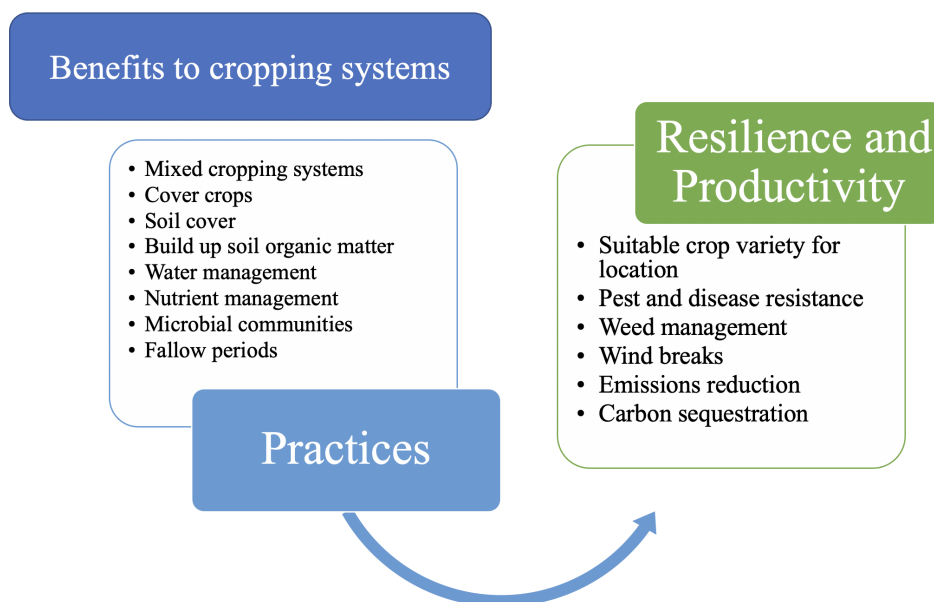 Benefits to cropping systems
• Mixed cropping systems
• Cover crops
• Soil cover
• Build up soil organic matter
• Water management
• Nutrient management
• Microbial communities
• Fallow periods
Practices
Resilience and
Productivity
• Suitable crop variety for
location
• Pest and disease resistance
• Weed management
• Wind breaks
• Emissions reduction
• Carbon sequestration